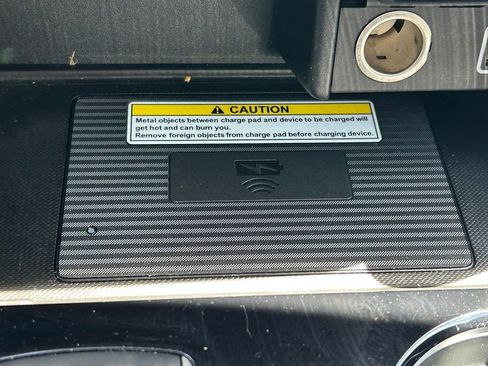 CAUTION
Metal objects between charge pad and device to be charged will
get hot and can burn you.
Remove foreign objects from charge pad before charging device.